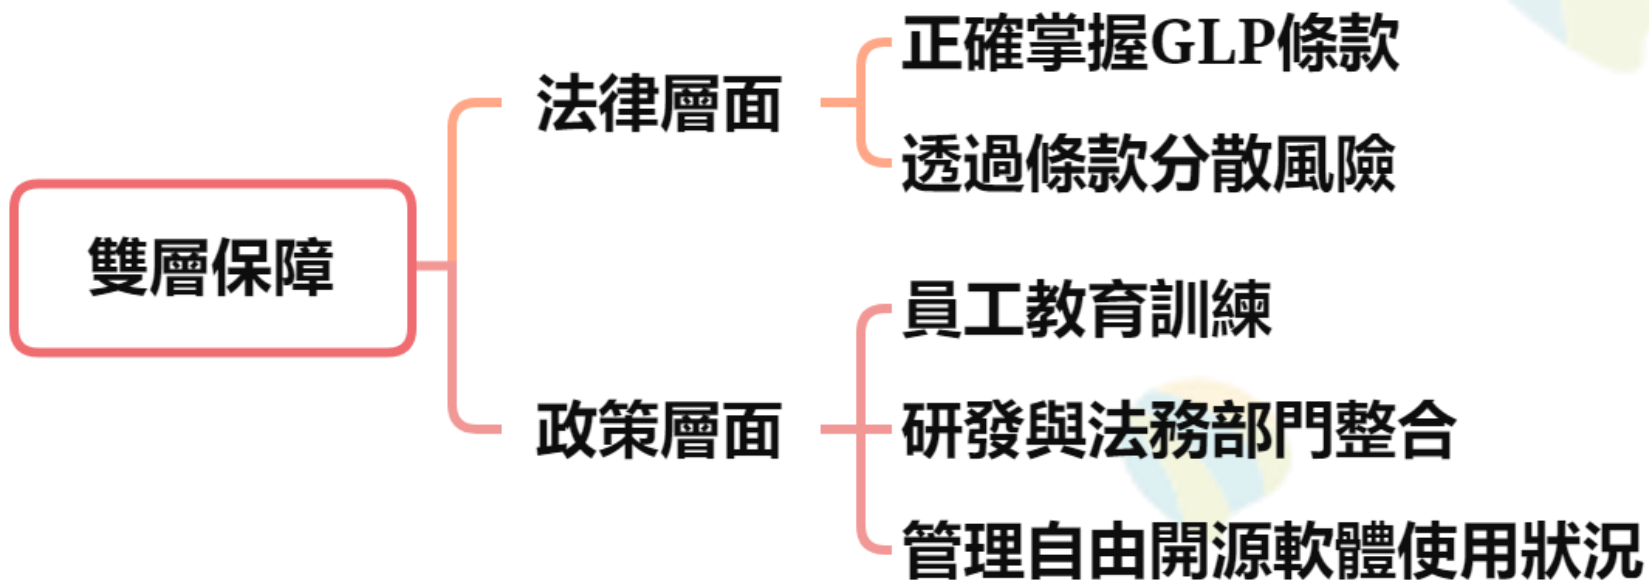 雙層保障
法律層面
正確掌握GLP條款
透過條款分散風險
政策層面
員工教育訓練
研發與法務部門整合
管理自由開源軟體使用狀況